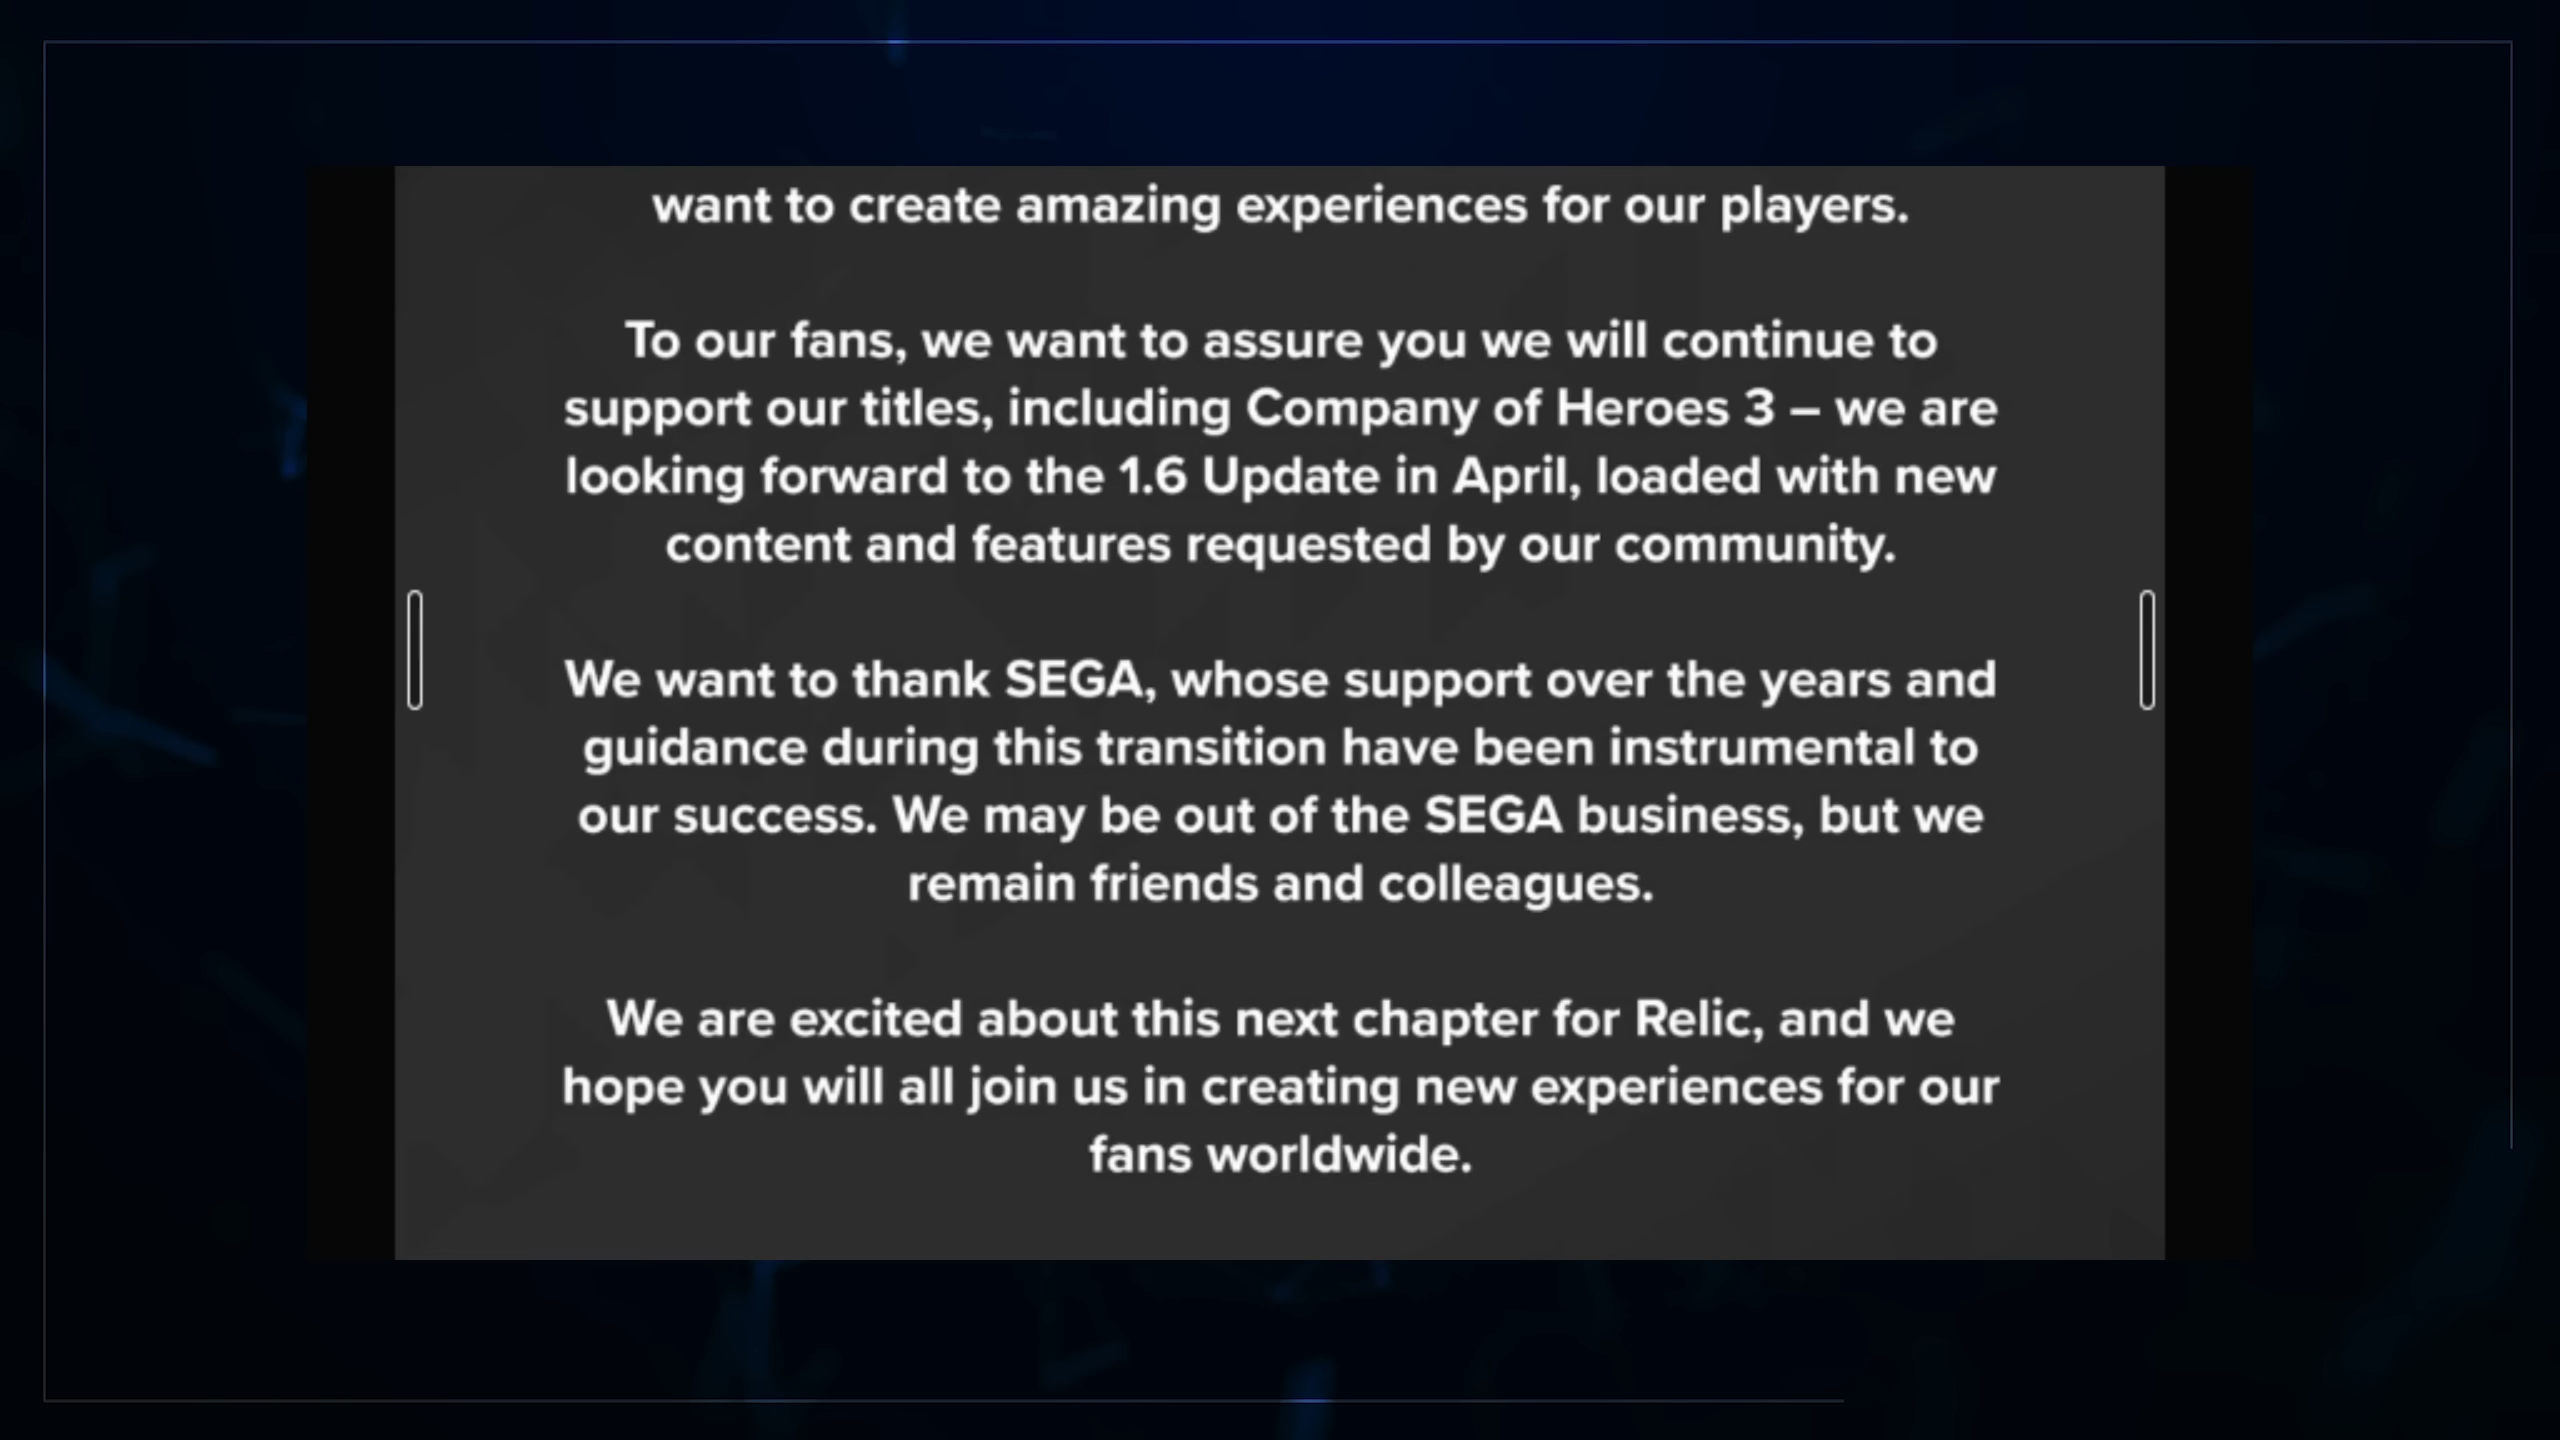 want to create amazing experiences for our players.
To our fans, we want to assure you we will continue to
support our titles, including Company of Heroes 3 – we are
looking forward to the 1.6 Update in April, loaded with new
content and features requested by our community.
We want to thank SEGA, whose support over the years and
guidance during this transition have been instrumental to
our success. We may be out of the SEGA business, but we
remain friends and colleagues.
We are excited about this next chapter for Relic, and we
hope you will all join us in creating new experiences for our
fans worldwide.